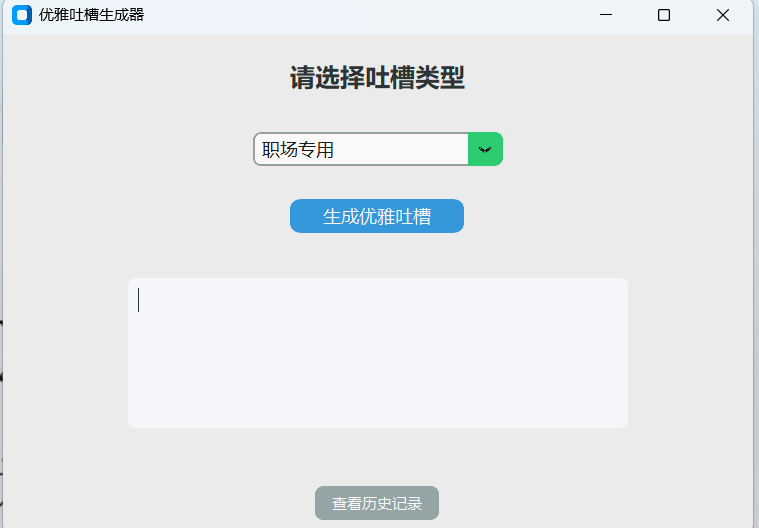 优雅吐槽生成器
请选择吐槽类型
职场专用
生成优雅吐槽
查看历史记录